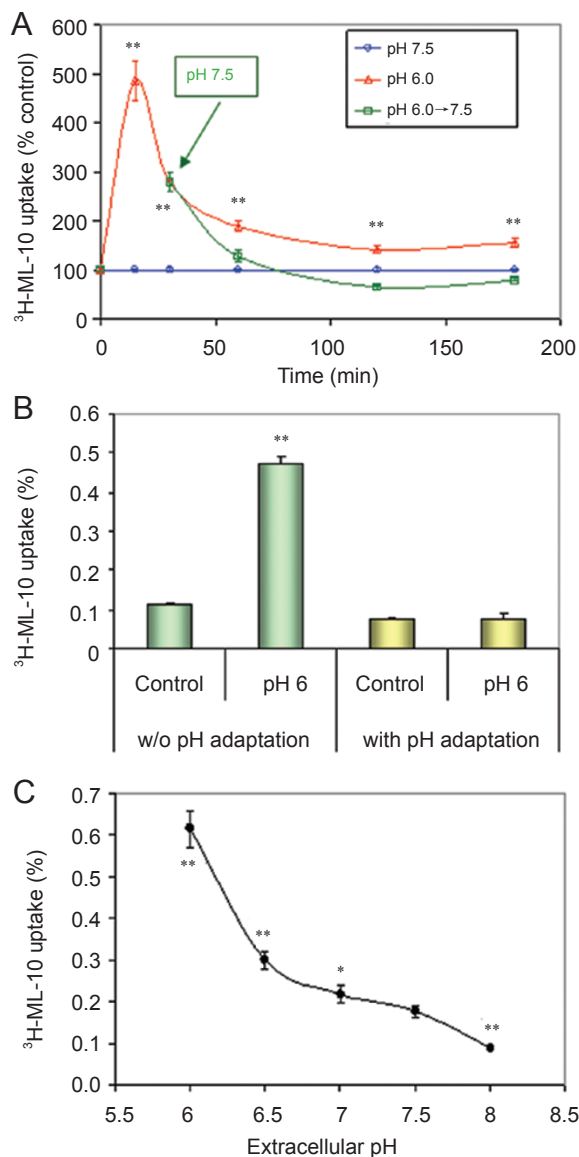 A
600
500
400
300
200
100
0
³H-ML-10 uptake (% control)
**
**
**
**
**
pH 7.5
pH 7.5
pH 6.0
pH 6.0→7.5
0 50 100 150 200
Time (min)
B
0.6
0.5
0.4
0.3
0.2
0.1
0
³H-ML-10 uptake (%)
**
Control pH 6 Control pH 6
w/o pH adaptation with pH adaptation
C
0.7
0.6
0.5
0.4
0.3
0.2
0.1
0.0
³H-ML-10 uptake (%)
**
**
*
**
5.5 6 6.5 7 7.5 8 8.5
Extracellular pH